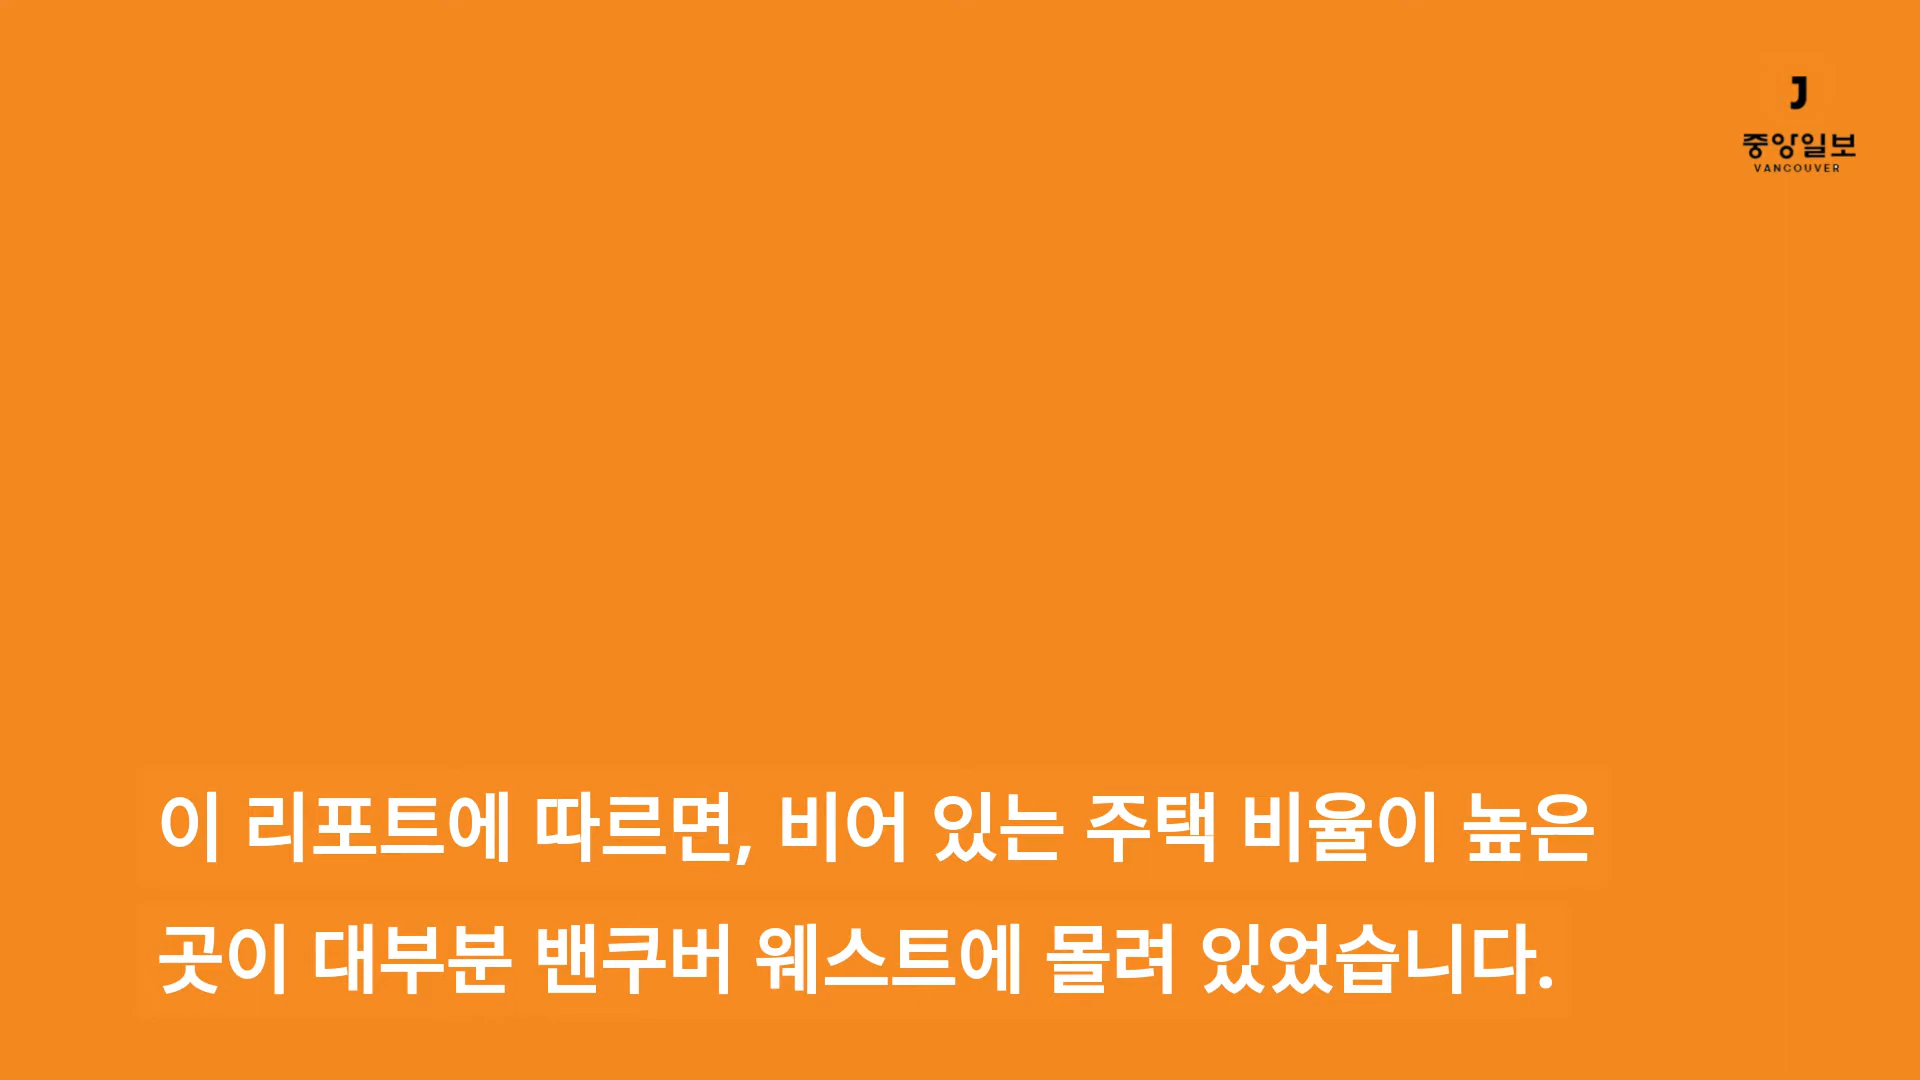 J
중앙일보
VANCOUVER
이 리포트에 따르면, 비어 있는 주택 비율이 높은
곳이 대부분 밴쿠버 웨스트에 몰려 있었습니다.